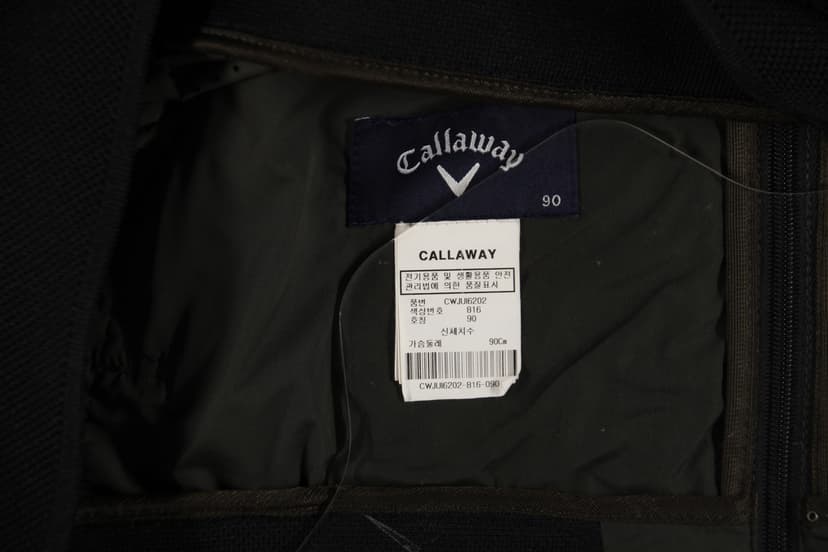 Callaway
90
CALLAWAY
전기용품 및 생활용품 안전
관리법에 의한 품질표시
품번 CWJUI6202
색상번호 816
호칭 90
신체치수
가슴둘레 90Cm
CWJUI6202-816-090